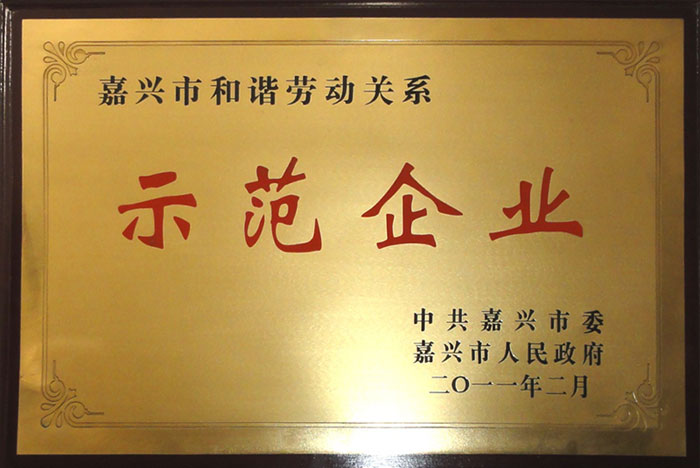 嘉兴市和谐劳动关系
示范企业
中共嘉兴市委
嘉兴市人民政府
二〇一一年二月